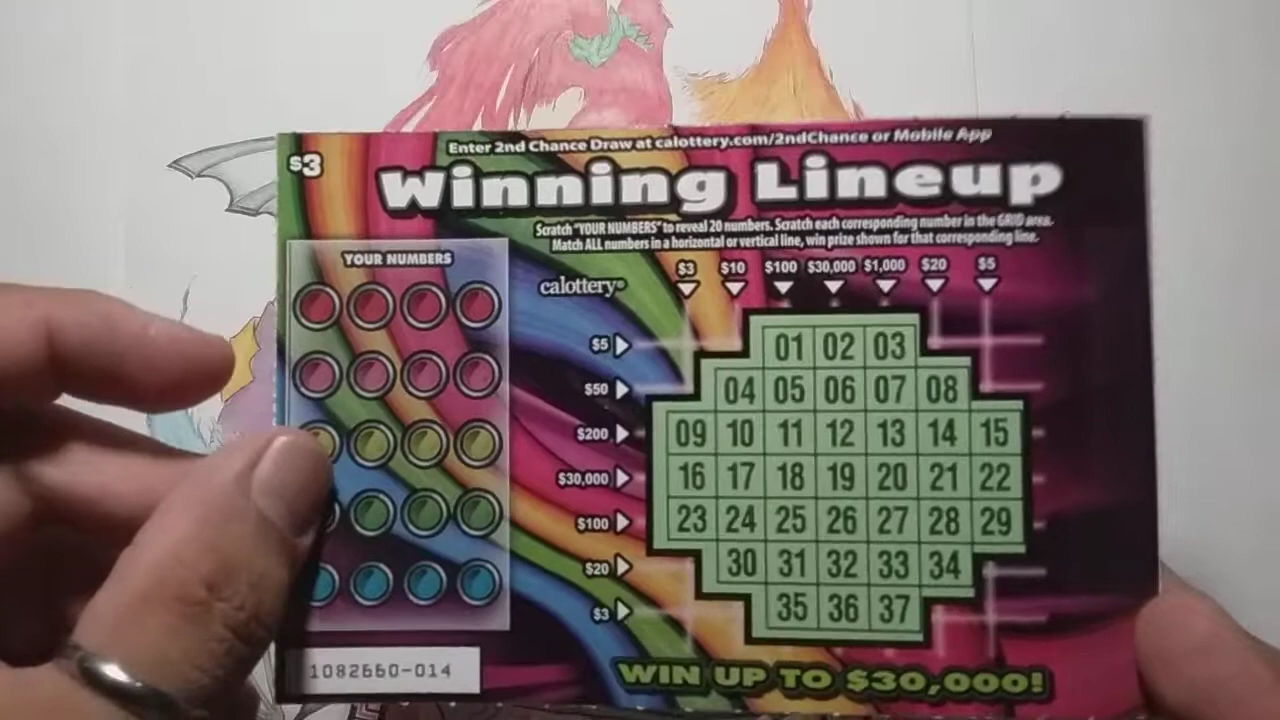 Enter 2nd Chance Draw at calottery.com/2ndChance or Mobile App
$3
Winning Lineup
Scratch "YOUR NUMBERS" to reveal 20 numbers. Scratch each corresponding number in the GRID area.
Match ALL numbers in a horizontal or vertical line, win prize shown for that corresponding line.
YOUR NUMBERS
calottery
$3 $10 $100 $30,000 $1,000 $20 $5
$5 01 02 03
$50 04 05 06 07 08
$200 09 10 11 12 13 14 15
$30,000 16 17 18 19 20 21 22
$100 23 24 25 26 27 28 29
$20 30 31 32 33 34
$3 35 36 37
1082660-014
WIN UP TO $30,000!